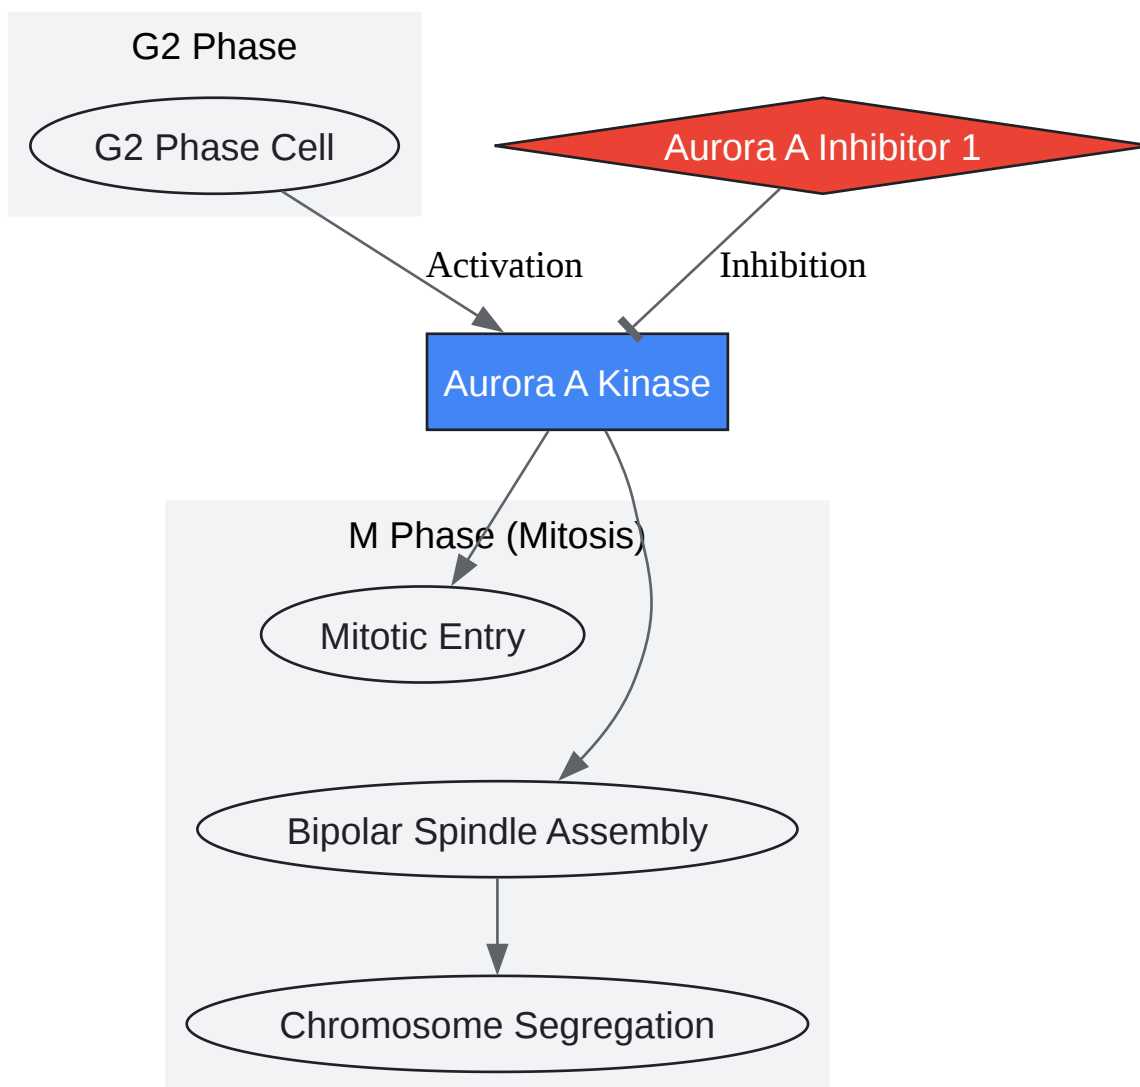 G2 Phase
G2 Phase Cell
Aurora A Inhibitor 1
Activation
Inhibition
Aurora A Kinase
M Phase (Mitosis)
Mitotic Entry
Bipolar Spindle Assembly
Chromosome Segregation